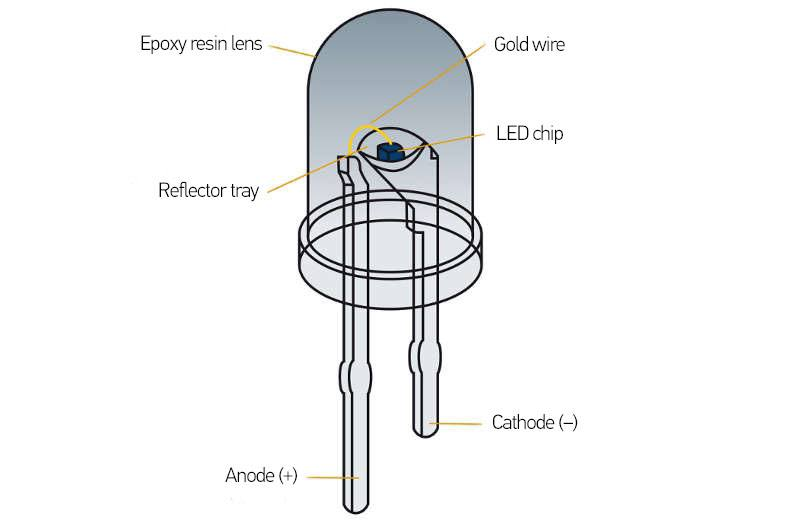 Epoxy resin lens
Gold wire
LED chip
Reflector tray
Cathode (–)
Anode (+)